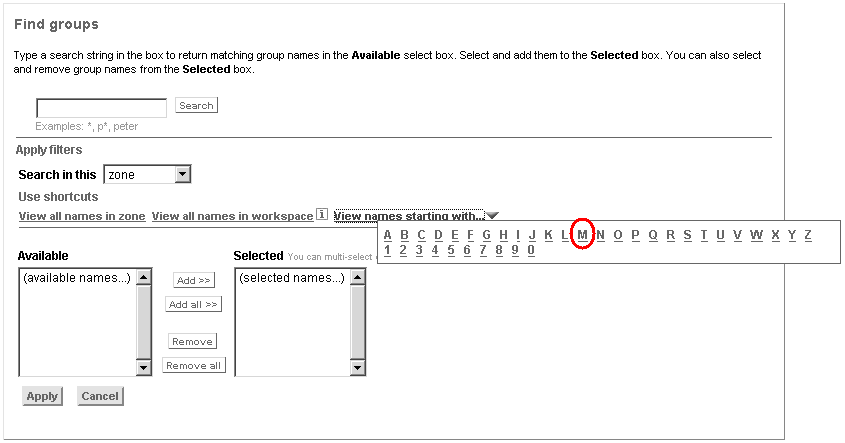 Find groups
Type a search string in the box to return matching group names in the Available select box. Select and add them to the Selected box. You can also select
and remove group names from the Selected box.
Search
Examples: *, p*, peter
Apply filters
Search in this zone
Use shortcuts
View all names in zone View all names in workspace i View names starting with...
A B C D E F G H I J K L M N O P Q R S T U V W X Y Z
1 2 3 4 5 6 7 8 9 0
Available Selected You can multi-select
(available names...) Add >> (selected names...)
Add all >>
Remove
Remove all
Apply Cancel